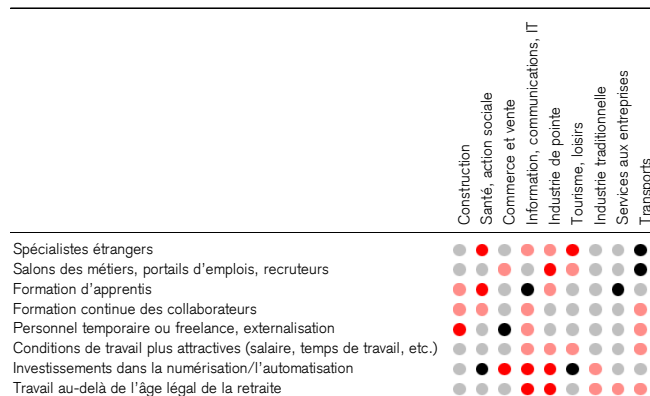 Construction
Santé, action sociale
Commerce et vente
Information, communications, IT
Industrie de pointe
Tourisme, loisirs
Industrie traditionnelle
Services aux entreprises
Transports
Spécialistes étrangers
Salons des métiers, portails d’emplois, recruteurs
Formation d’apprentis
Formation continue des collaborateurs
Personnel temporaire ou freelance, externalisation
Conditions de travail plus attractives (salaire, temps de travail, etc.)
Investissements dans la numérisation/l’automatisation
Travail au-delà de l’âge légal de la retraite